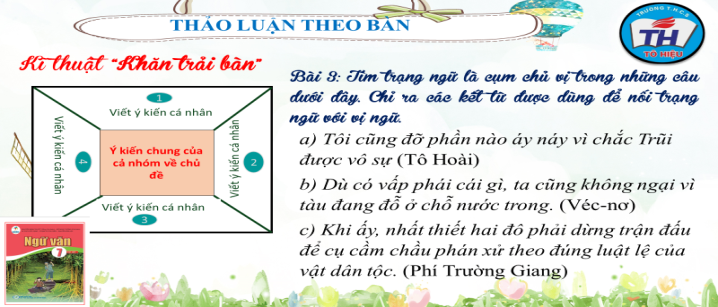 THẢO LUẬN THEO BÀN
TRƯỜNG T.H.C.S
TH
TÔ HIỆU
Kĩ thuật "Khăn trải bàn"
1
Viết ý kiến cá nhân
Viết ý kiến cá nhân
4
Ý kiến chung của
cả nhóm về chủ
đề
2
Viết ý kiến cá nhân
Viết ý kiến cá nhân
3
Ngữ văn
7
Bài 3: Tìm trạng ngữ là cụm chủ vị trong những câu
dưới đây. Chỉ ra các kết từ được dùng để nối trạng
ngữ với vị ngữ.
a) Tôi cũng đỡ phần nào áy náy vì chắc Trũi
được vô sự (Tô Hoài)
b) Dù có vấp phải cái gì, ta cũng không ngại vì
tàu đang đỗ ở chỗ nước trong. (Véc-nơ)
c) Khi ấy, nhất thiết hai đô phải dừng trận đấu
để cụ cầm chầu phán xử theo đúng luật lệ của
vật dân tộc. (Phí Trường Giang)